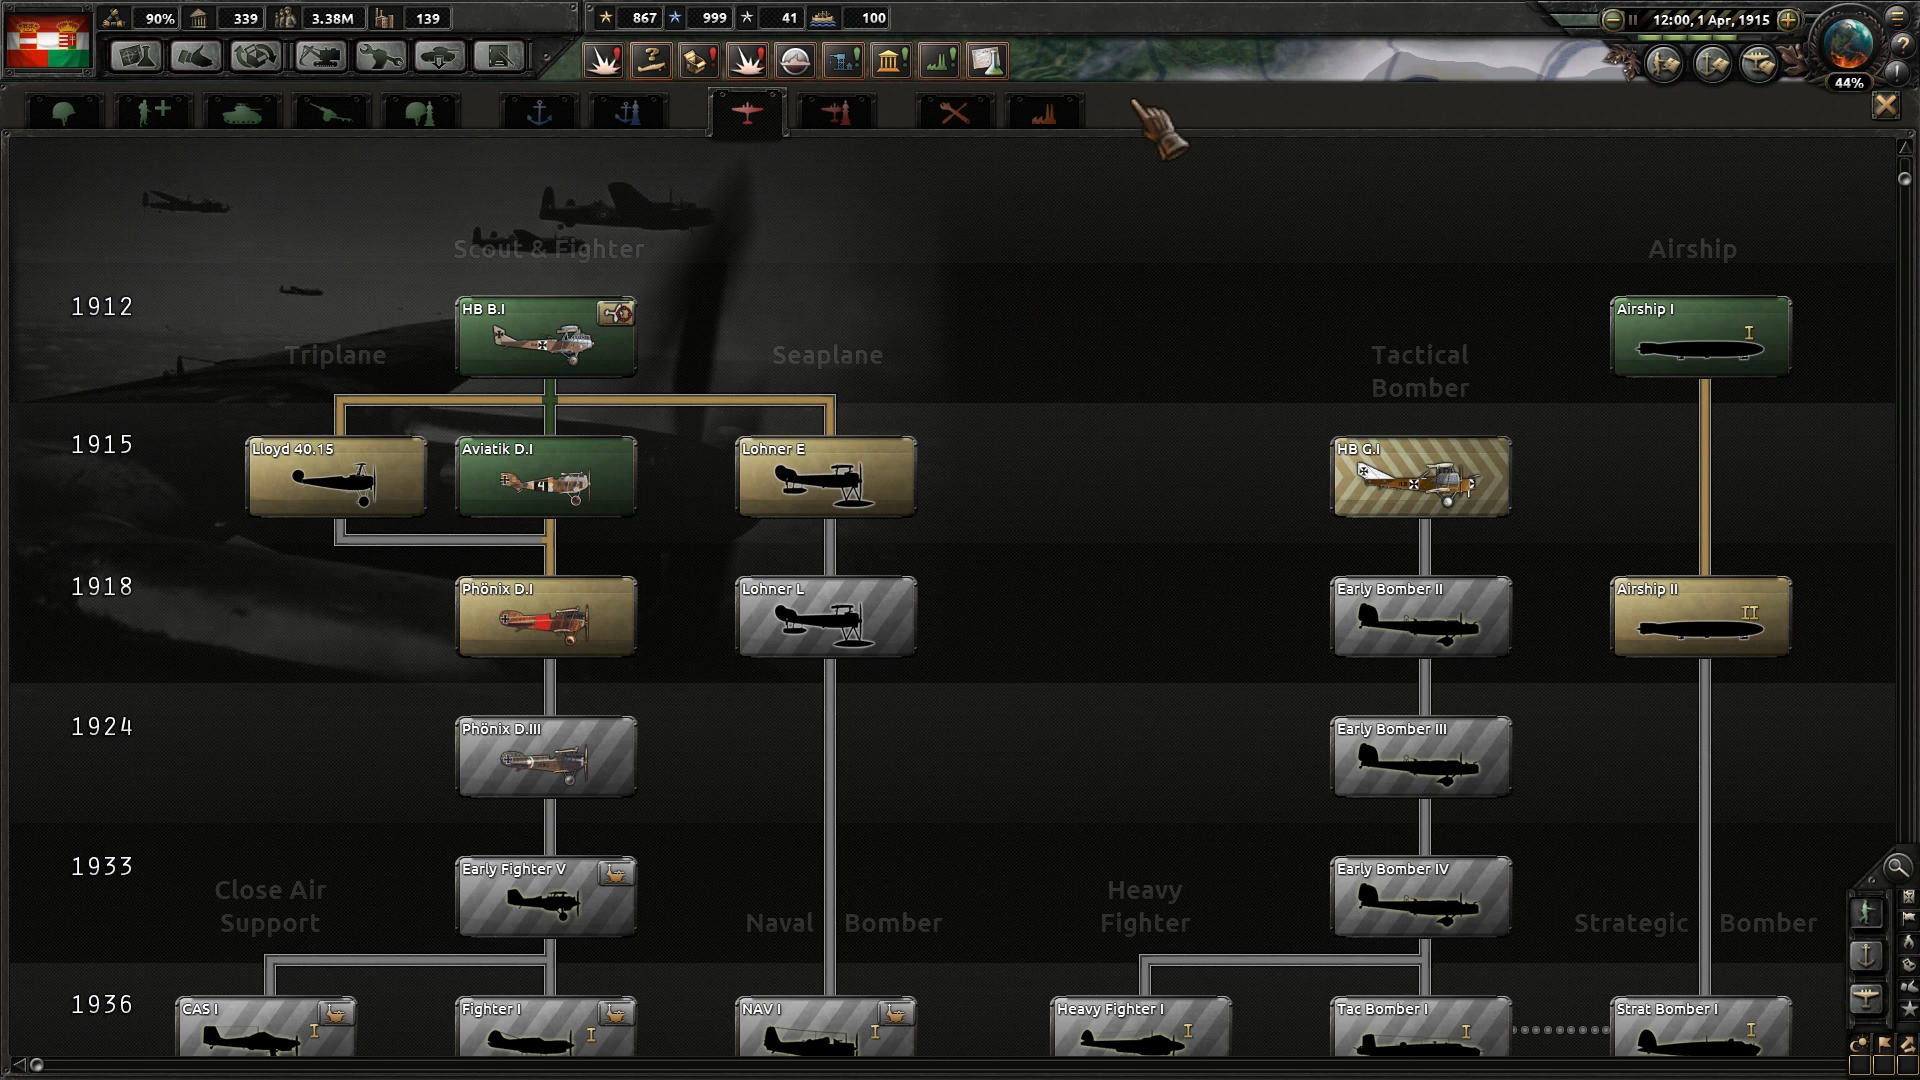 90% 339 3.38M 139 867 999 41 100 12:00, 1 Apr, 1915
44%
Scout & Fighter Airship
1912 HB B.I Airship I
I
Triplane Seaplane Tactical
Bomber
1915 Lloyd 40.15 Aviatik D.I Lohner E HB G.I
1918 Phönix D.I Lohner L Early Bomber II Airship II
II
1924 Phönix D.III Early Bomber III
1933 Early Fighter V Early Bomber IV
Close Air
Support
Naval Bomber
Heavy
Fighter
Strategic Bomber
1936 CAS I Fighter I NAV I Heavy Fighter I Tac Bomber I Strat Bomber I
I I I I I I